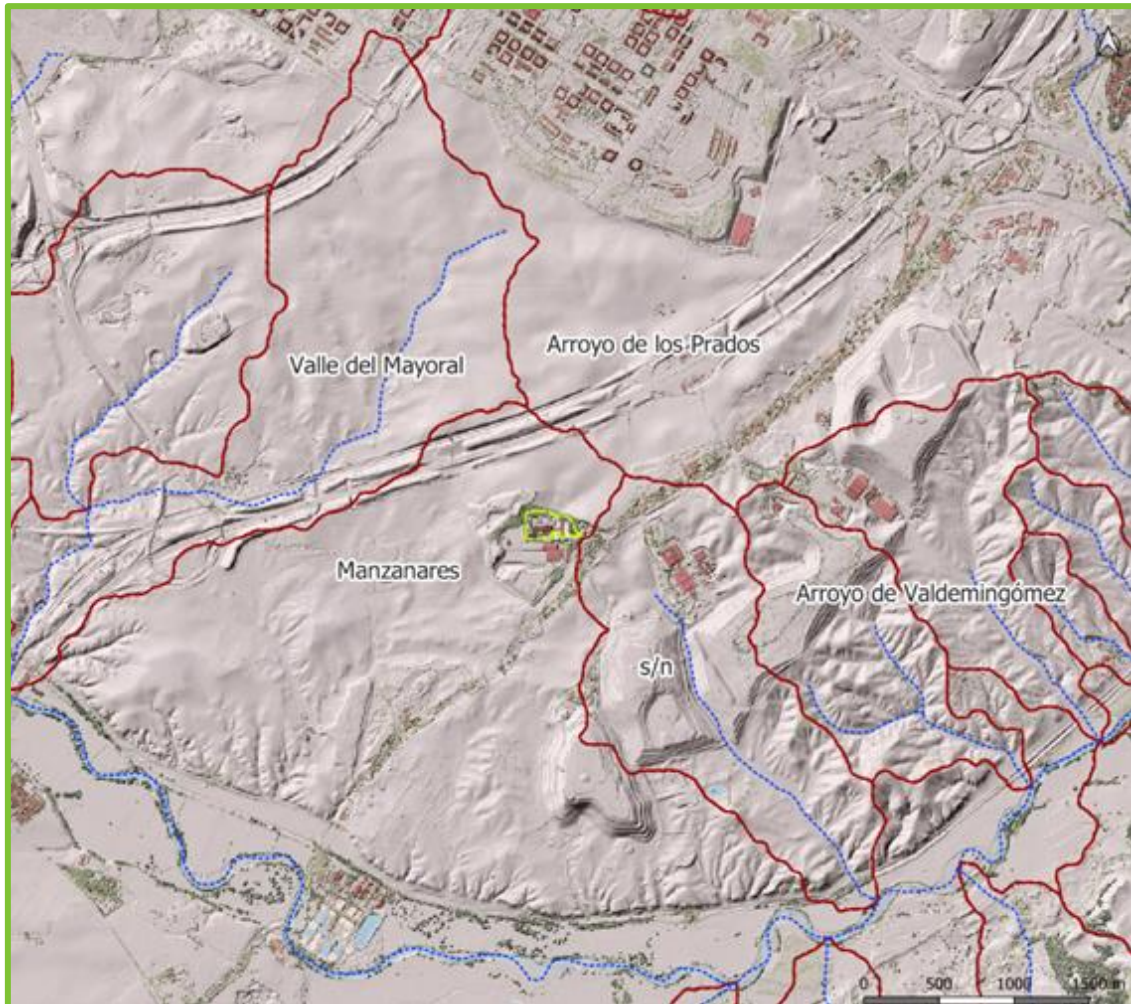 Arroyo de los Prados
Valle del Mayoral
Manzanares
Arroyo de Valdemingómez
s/n
0 500 1000 1500 m